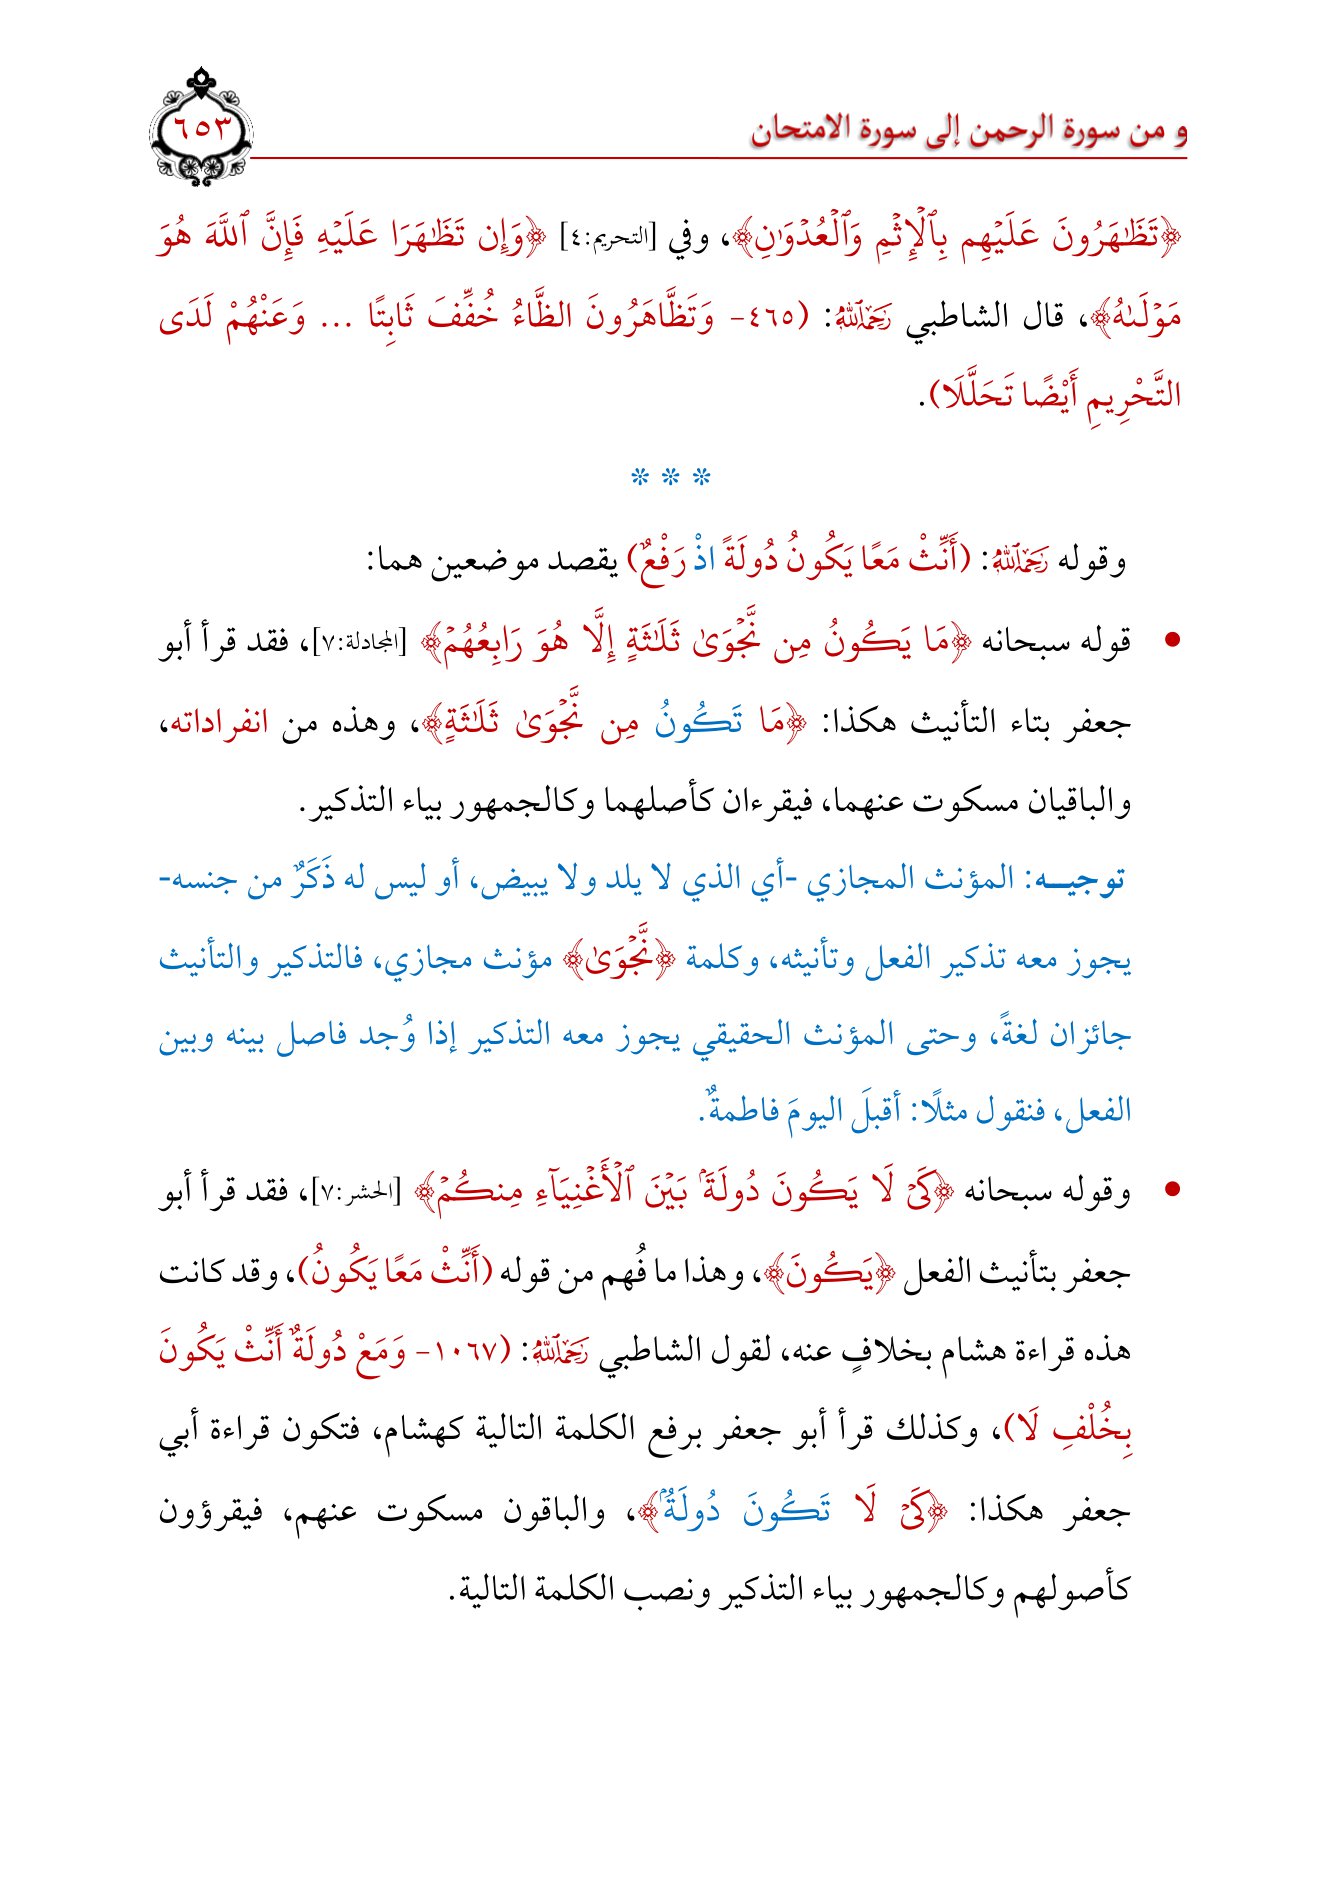 و من سورة الرحمن إلى سورة الامتحان
٦٥٣
﴿تَظَّـٰهَرُونَ عَلَيۡهِم بِٱلۡإِثۡمِ وَٱلۡعُدۡوَٰنِ﴾، وفي [التحريم:٤] ﴿وَإِن تَظَّـٰهَرَا عَلَيۡهِ فَإِنَّ ٱللَّهَ هُوَ
مَوۡلَىٰهُ﴾، قال الشاطبي رَحِمَهُٱللَّهُ: (٤٦٥- وَتَظَّاهَرُونَ الظَّاءُ خُفِّفَ ثَابِتًا ... وَعَنْهُمْ لَدَى
التَّحْرِيمِ أَيْضًا تَحَلَّلَا).
* * *
وقوله رَحِمَهُٱللَّهُ: (أَنِّثْ مَعًا يَكُونُ دُولَةً اذْ رَفْعٌ) يقصد موضعين هما:
• قوله سبحانه ﴿مَا يَكُونُ مِن نَّجۡوَىٰ ثَلَـٰثَةٍ إِلَّا هُوَ رَابِعُهُمۡ﴾ [المجادلة:٧]، فقد قرأ أبو
جعفر بتاء التأنيث هكذا: ﴿مَا تَكُونُ مِن نَّجۡوَىٰ ثَلَـٰثَةٍ﴾، وهذه من انفراداته،
والباقيان مسكوت عنهما، فيقرءان كأصلهما وكالجمهور بياء التذكير.
توجيـــه: المؤنث المجازي -أي الذي لا يلد ولا يبيض، أو ليس له ذَكَرٌ من جنسه-
يجوز معه تذكير الفعل وتأنيثه، وكلمة ﴿نَّجۡوَىٰ﴾ مؤنث مجازي، فالتذكير والتأنيث
جائزان لغةً، وحتى المؤنث الحقيقي يجوز معه التذكير إذا وُجد فاصل بينه وبين
الفعل، فنقول مثلًا: أقبلَ اليومَ فاطمةٌ.
• وقوله سبحانه ﴿كَيۡ لَا يَكُونَ دُولَةَۢ بَيۡنَ ٱلۡأَغۡنِيَآءِ مِنكُمۡ﴾ [الحشر:٧]، فقد قرأ أبو
جعفر بتأنيث الفعل ﴿يَكُونَ﴾، وهذا ما فُهم من قوله (أَنِّثْ مَعًا يَكُونُ)، وقد كانت
هذه قراءة هشام بخلافٍ عنه، لقول الشاطبي رَحِمَهُٱللَّهُ: (١٠٦٧- وَمَعْ دُولَةٌ أَنِّثْ يَكُونَ
بِخُلْفِ لَا)، وكذلك قرأ أبو جعفر برفع الكلمة التالية كهشام، فتكون قراءة أبي
جعفر هكذا: ﴿كَيۡ لَا تَكُونَ دُولَةُۢ﴾، والباقون مسكوت عنهم، فيقرؤون
كأصولهم وكالجمهور بياء التذكير ونصب الكلمة التالية.